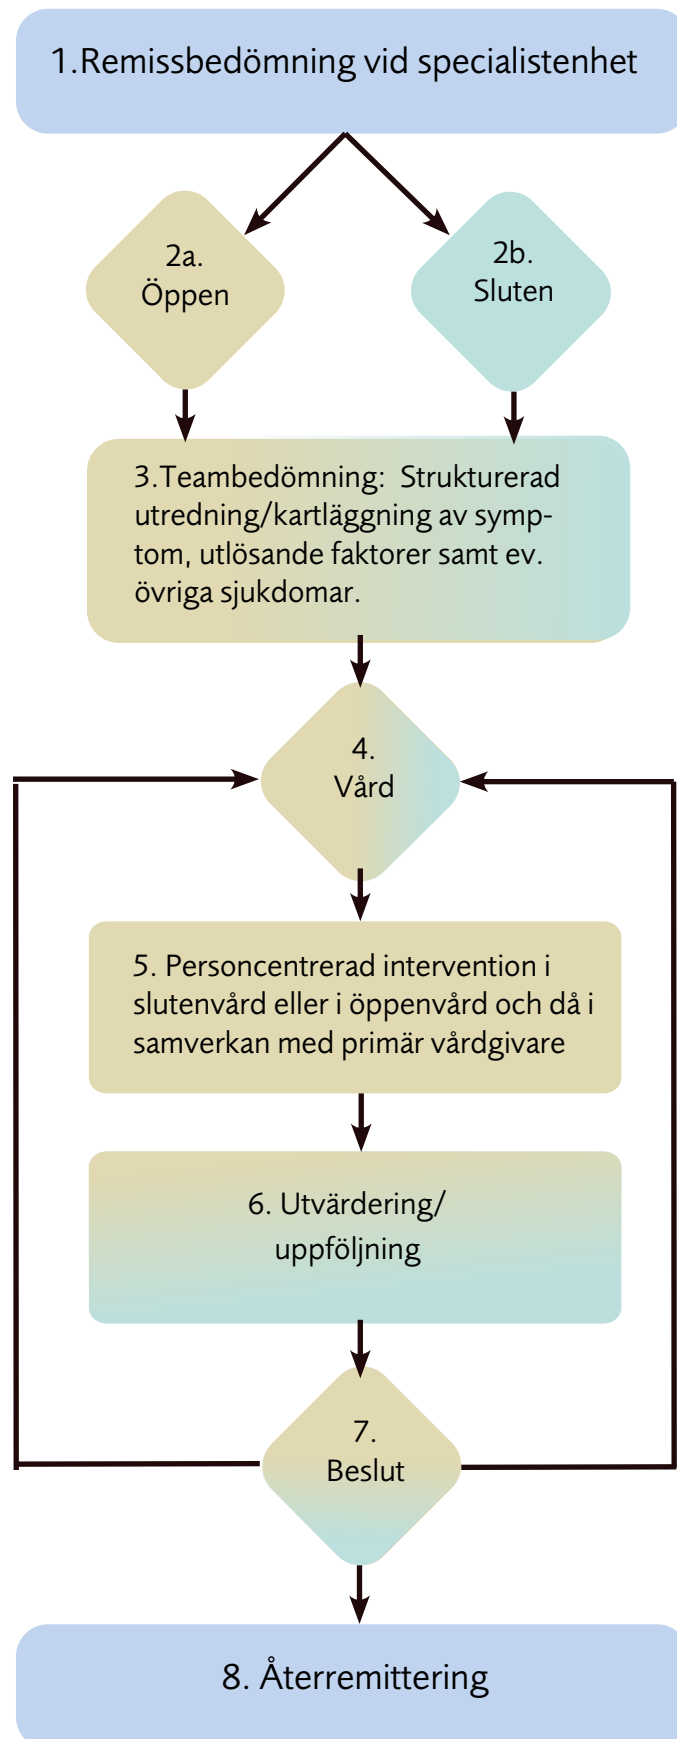 1.Remissbedömning vid specialistenhet
2a.
Öppen
2b.
Sluten
3.Teambedömning:  Strukturerad
utredning/kartläggning av symp-
tom, utlösande faktorer samt ev.
övriga sjukdomar.
4.
Vård
5. Personcentrerad intervention i
slutenvård eller i öppenvård och då i
samverkan med primär vårdgivare
6. Utvärdering/
uppföljning
7.
Beslut
8. Återremittering